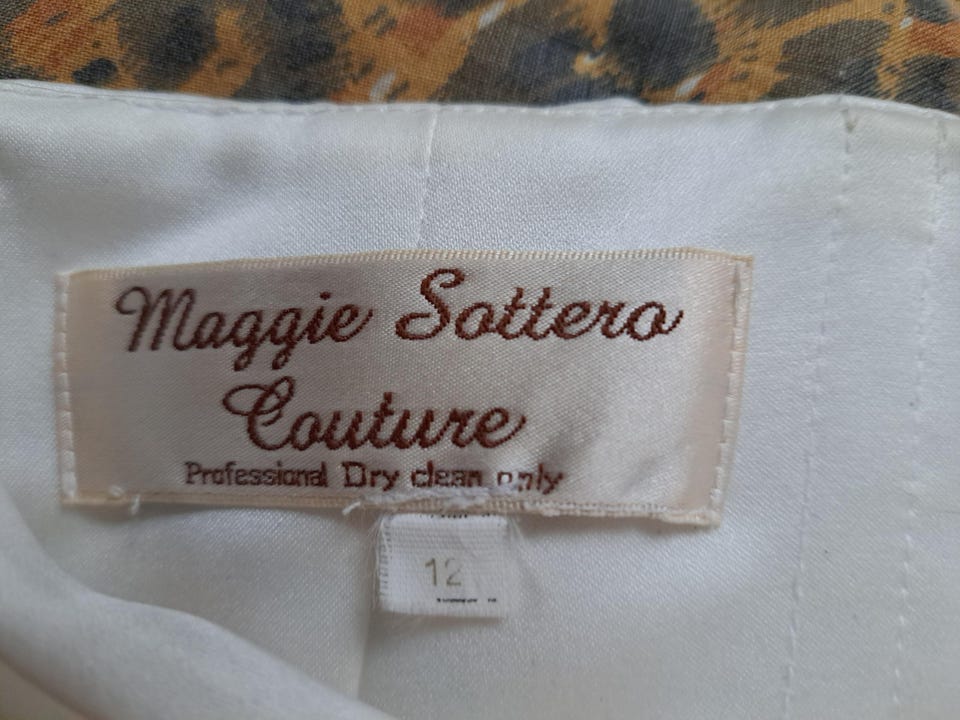 Maggie Sottero
Couture
Professional Dry clean only
12